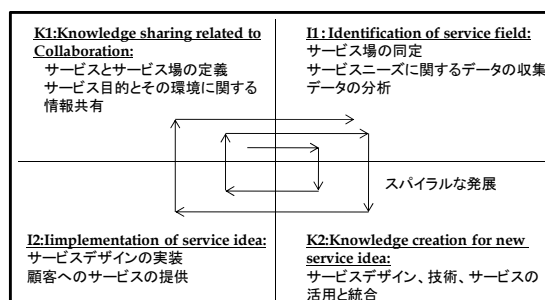 K1:Knowledge sharing related to
Collaboration:
サービスとサービス場の定義
サービス目的とその環境に関する
情報共有
I1: Identification of service field:
サービス場の同定
サービスニーズに関するデータの収集
データの分析
スパイラルな発展
I2:Iimplementation of service idea:
サービスデザインの実装
顧客へのサービスの提供
K2:Knowledge creation for new
service idea:
サービスデザイン、技術、サービスの
活用と統合